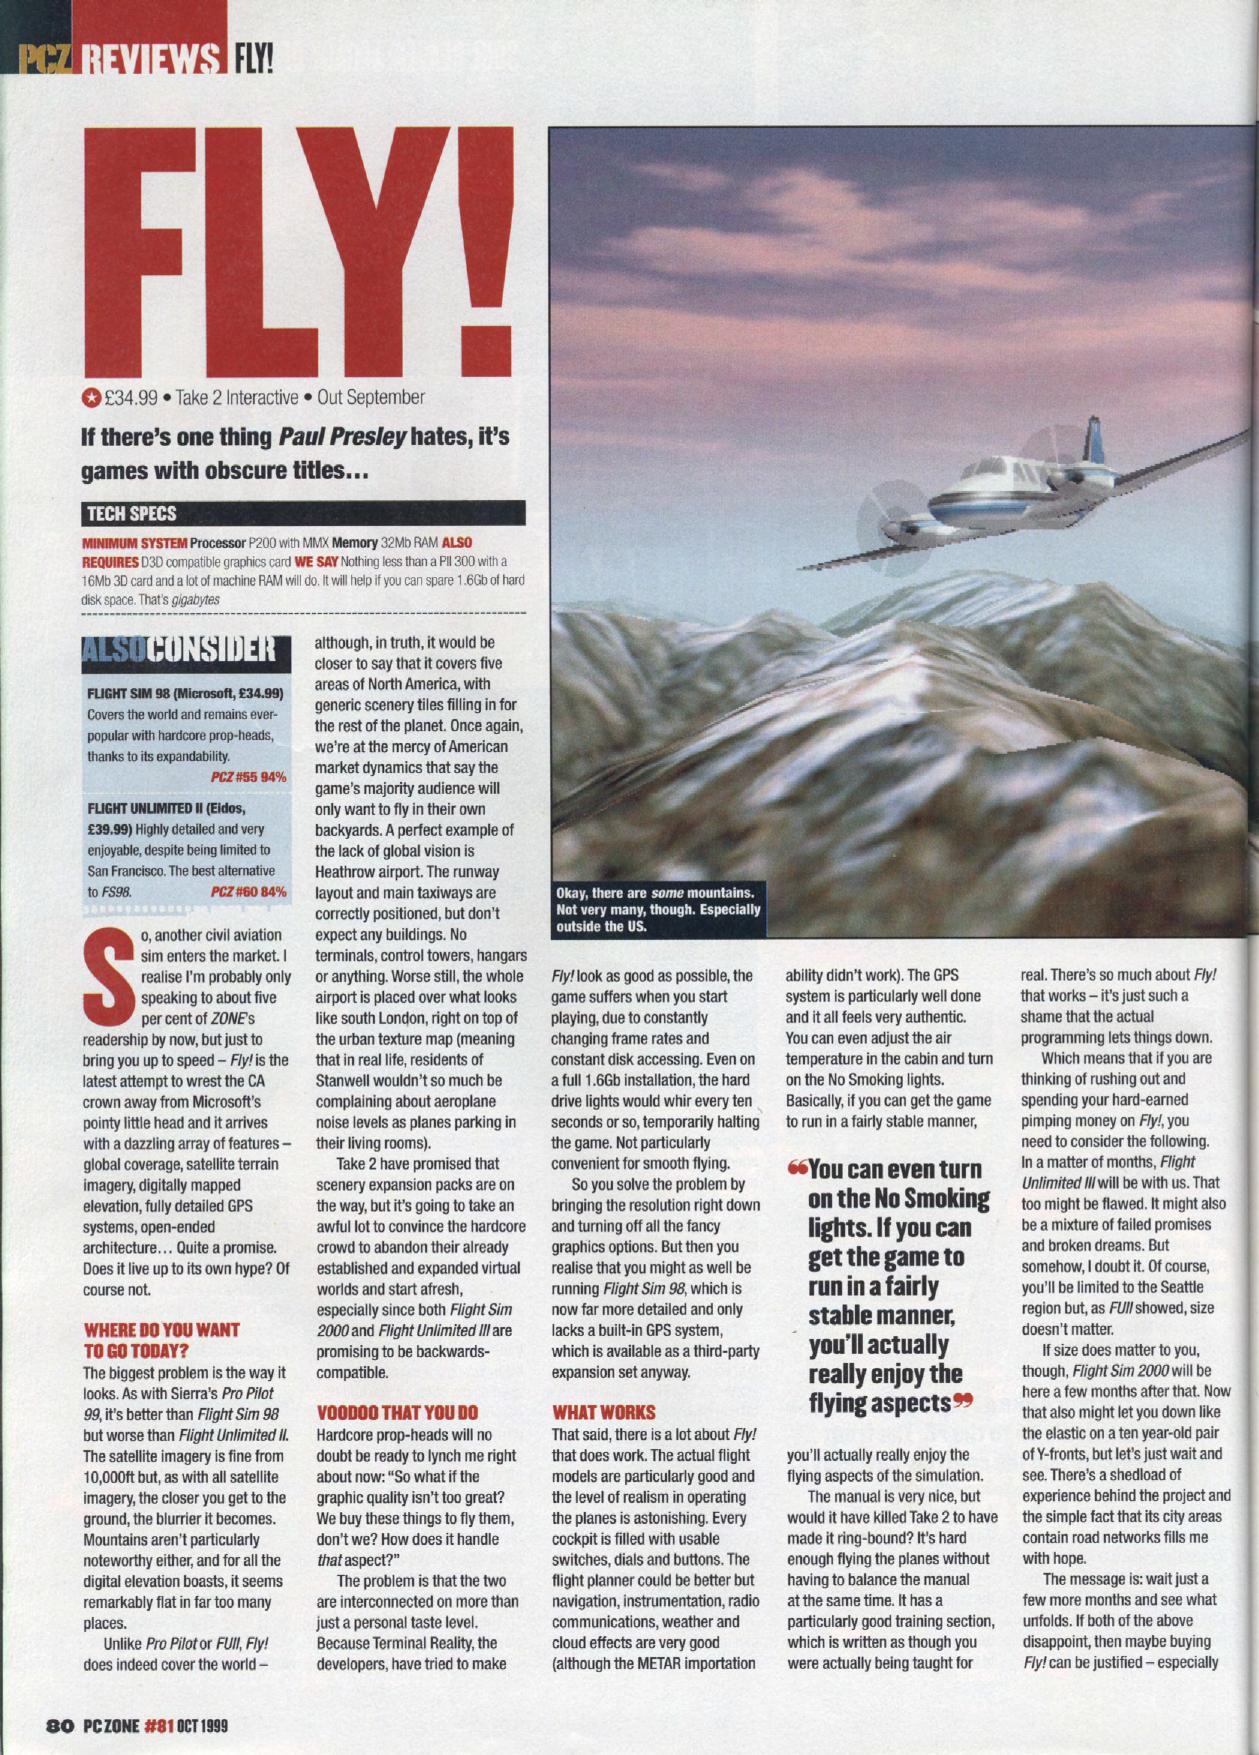 PCZ REVIEWS FLY!
FLY!
£34.99 • Take 2 Interactive • Out September
If there's one thing Paul Presley hates, it's
games with obscure titles...
TECH SPECS
MINIMUM SYSTEM Processor P200 with MMX Memory 32Mb RAM ALSO
REQUIRES D3D compatible graphics card WE SAY Nothing less than a PII 300 with a
16Mb 3D card and a lot of machine RAM will do. It will help if you can spare 1.6Gb of hard
disk space. That's gigabytes
ALSO CONSIDER
FLIGHT SIM 98 (Microsoft, £34.99)
Covers the world and remains ever-
popular with hardcore prop-heads,
thanks to its expandability.
PCZ #55 94%
FLIGHT UNLIMITED II (Eidos,
£39.99) Highly detailed and very
enjoyable, despite being limited to
San Francisco. The best alternative
to FS98. PCZ #60 84%
So, another civil aviation
sim enters the market. I
realise I'm probably only
speaking to about five
per cent of ZONE's
readership by now, but just to
bring you up to speed – Fly! is the
latest attempt to wrest the CA
crown away from Microsoft's
pointy little head and it arrives
with a dazzling array of features –
global coverage, satellite terrain
imagery, digitally mapped
elevation, fully detailed GPS
systems, open-ended
architecture... Quite a promise.
Does it live up to its own hype? Of
course not.
WHERE DO YOU WANT
TO GO TODAY?
The biggest problem is the way it
looks. As with Sierra's Pro Pilot
99, it's better than Flight Sim 98
but worse than Flight Unlimited II.
The satellite imagery is fine from
10,000ft but, as with all satellite
imagery, the closer you get to the
ground, the blurrier it becomes.
Mountains aren't particularly
noteworthy either, and for all the
digital elevation boasts, it seems
remarkably flat in far too many
places.
Unlike Pro Pilot or FUII, Fly!
does indeed cover the world –
although, in truth, it would be
closer to say that it covers five
areas of North America, with
generic scenery tiles filling in for
the rest of the planet. Once again,
we're at the mercy of American
market dynamics that say the
game's majority audience will
only want to fly in their own
backyards. A perfect example of
the lack of global vision is
Heathrow airport. The runway
layout and main taxiways are
correctly positioned, but don't
expect any buildings. No
terminals, control towers, hangars
or anything. Worse still, the whole
airport is placed over what looks
like south London, right on top of
the urban texture map (meaning
that in real life, residents of
Stanwell wouldn't so much be
complaining about aeroplane
noise levels as planes parking in
their living rooms).
Take 2 have promised that
scenery expansion packs are on
the way, but it's going to take an
awful lot to convince the hardcore
crowd to abandon their already
established and expanded virtual
worlds and start afresh,
especially since both Flight Sim
2000 and Flight Unlimited III are
promising to be backwards-
compatible.
VOODOO THAT YOU DO
Hardcore prop-heads will no
doubt be ready to lynch me right
about now: "So what if the
graphic quality isn't too great?
We buy these things to fly them,
don't we? How does it handle
that aspect?"
The problem is that the two
are interconnected on more than
just a personal taste level.
Because Terminal Reality, the
developers, have tried to make
Okay, there are some mountains.
Not very many, though. Especially
outside the US.
Fly! look as good as possible, the
game suffers when you start
playing, due to constantly
changing frame rates and
constant disk accessing. Even on
a full 1.6Gb installation, the hard
drive lights would whir every ten
seconds or so, temporarily halting
the game. Not particularly
convenient for smooth flying.
So you solve the problem by
bringing the resolution right down
and turning off all the fancy
graphics options. But then you
realise that you might as well be
running Flight Sim 98, which is
now far more detailed and only
lacks a built-in GPS system,
which is available as a third-party
expansion set anyway.
WHAT WORKS
That said, there is a lot about Fly!
that does work. The actual flight
models are particularly good and
the level of realism in operating
the planes is astonishing. Every
cockpit is filled with usable
switches, dials and buttons. The
flight planner could be better but
navigation, instrumentation, radio
communications, weather and
cloud effects are very good
(although the METAR importation
ability didn't work). The GPS
system is particularly well done
and it all feels very authentic.
You can even adjust the air
temperature in the cabin and turn
on the No Smoking lights.
Basically, if you can get the game
to run in a fairly stable manner,
“You can even turn
on the No Smoking
lights. If you can
get the game to
run in a fairly
stable manner,
you'll actually
really enjoy the
flying aspects”
you'll actually really enjoy the
flying aspects of the simulation.
The manual is very nice, but
would it have killed Take 2 to have
made it ring-bound? It's hard
enough flying the planes without
having to balance the manual
at the same time. It has a
particularly good training section,
which is written as though you
were actually being taught for
real. There's so much about Fly!
that works – it's just such a
shame that the actual
programming lets things down.
Which means that if you are
thinking of rushing out and
spending your hard-earned
pimping money on Fly!, you
need to consider the following.
In a matter of months, Flight
Unlimited III will be with us. That
too might be flawed. It might also
be a mixture of failed promises
and broken dreams. But
somehow, I doubt it. Of course,
you'll be limited to the Seattle
region but, as FUII showed, size
doesn't matter.
If size does matter to you,
though, Flight Sim 2000 will be
here a few months after that. Now
that also might let you down like
the elastic on a ten year-old pair
of Y-fronts, but let's just wait and
see. There's a shedload of
experience behind the project and
the simple fact that its city areas
contain road networks fills me
with hope.
The message is: wait just a
few more months and see what
unfolds. If both of the above
disappoint, then maybe buying
Fly! can be justified – especially
80 PC ZONE #81 OCT 1999